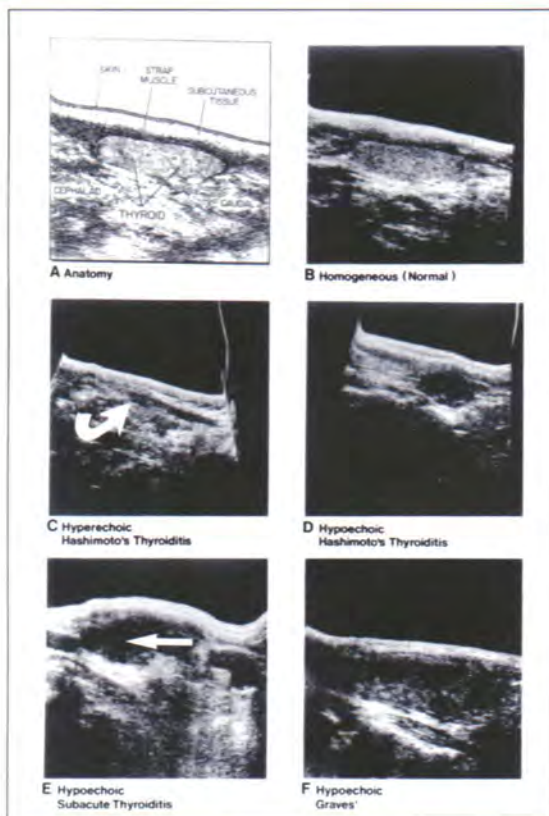 SKIN
STRAP
MUSCLE
SUBCUTANEOUS
TISSUE
CEPHALAD
CAUDAL
THYROID
A Anatomy
B Homogeneous (Normal)
C Hyperechoic
Hashimoto's Thyroiditis
D Hypoechoic
Hashimoto's Thyroiditis
E Hypoechoic
Subacute Thyroiditis
F Hypoechoic
Graves'